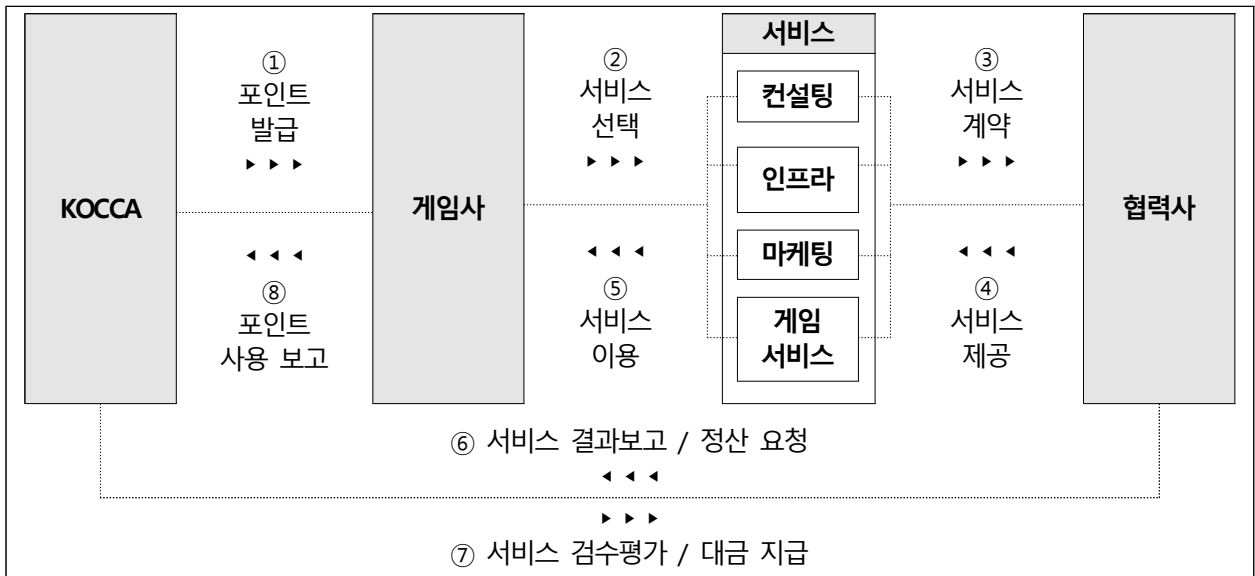 KOCCA
①
포인트
발급
▶ ▶ ▶
◀ ◀ ◀
⑧
포인트
사용 보고
게임사
②
서비스
선택
▶ ▶ ▶
◀ ◀ ◀
⑤
서비스
이용
서비스
컨설팅
인프라
마케팅
게임
서비스
③
서비스
계약
▶ ▶ ▶
◀ ◀ ◀
④
서비스
제공
협력사
⑥ 서비스 결과보고 / 정산 요청
◀ ◀ ◀
▶ ▶ ▶
⑦ 서비스 검수평가 / 대금 지급